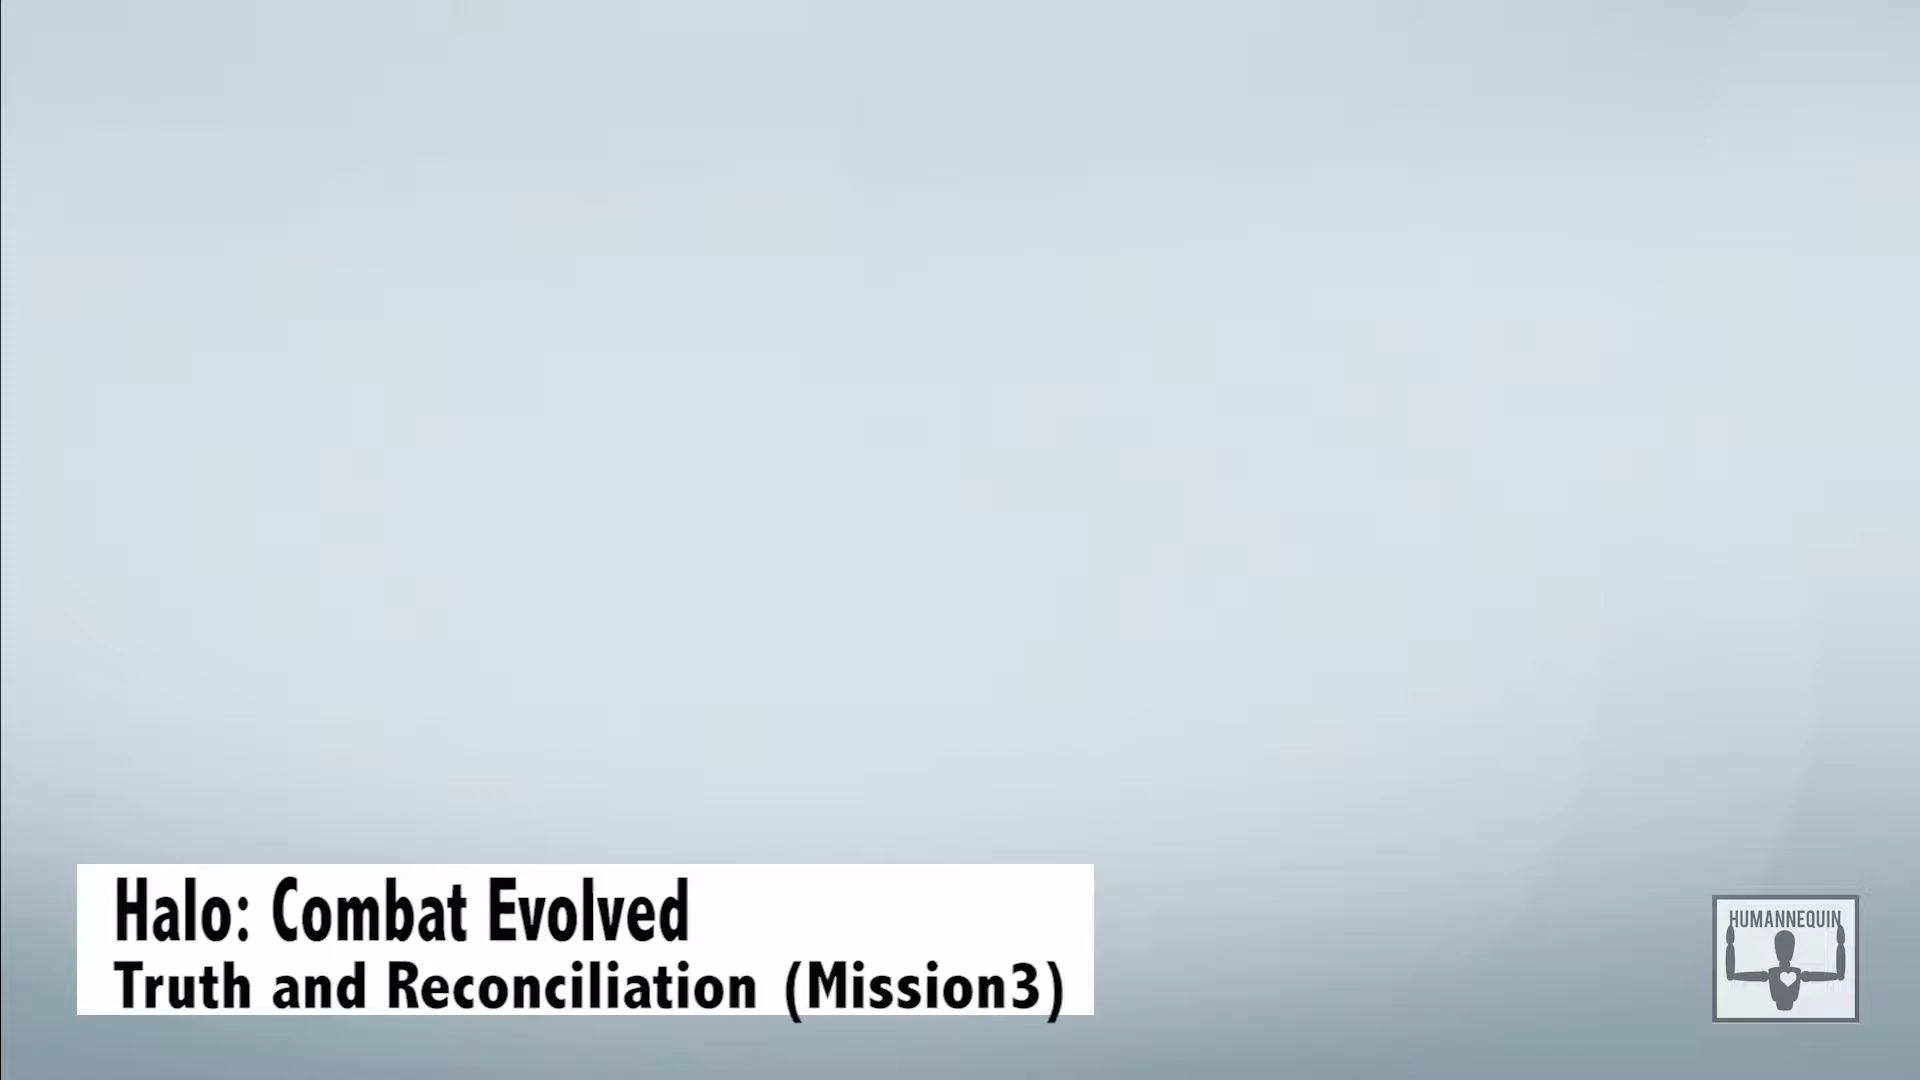 Halo: Combat Evolved
Truth and Reconciliation (Mission3)
HUMANNEQUIN